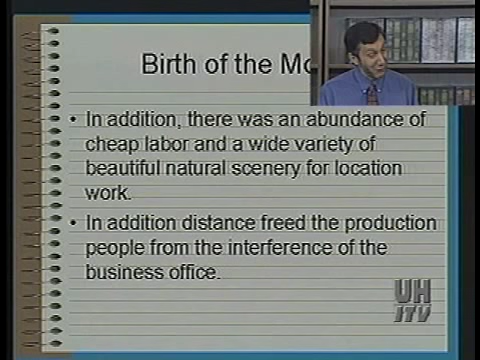 Birth of the Mo
• In addition, there was an abundance of
cheap labor and a wide variety of
beautiful natural scenery for location
work.
• In addition distance freed the production
people from the interference of the
business office.
UH
ITV